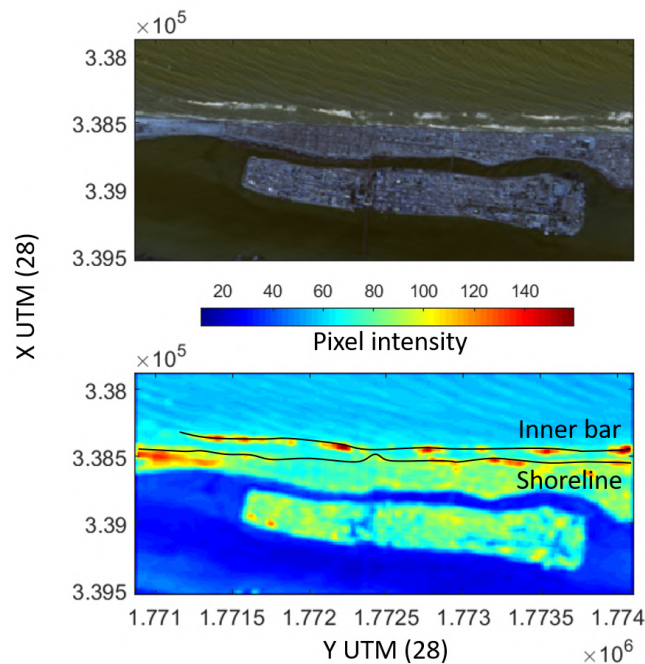 ×10⁵
3.38
3.385
3.39
3.395
X UTM (28)
20 40 60 80 100 120 140
Pixel intensity
×10⁵
3.38
Inner bar
3.385
Shoreline
3.39
3.395
1.771 1.7715 1.772 1.7725 1.773 1.7735 1.774
Y UTM (28) ×10⁶